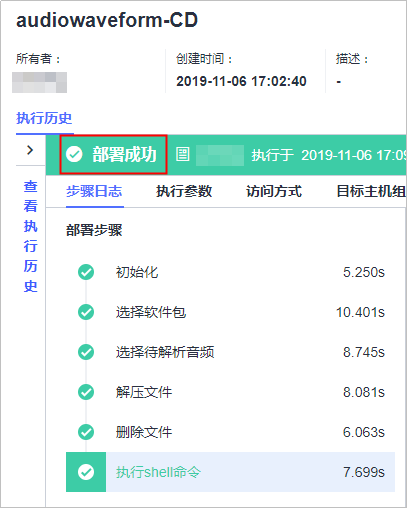 audiowaveform-CD
所有者： 创建时间： 描述：
2019-11-06 17:02:40 -
执行历史
部署成功 执行于 2019-11-06 17:09
查看执行历史
步骤日志 执行参数 访问方式 目标主机组
部署步骤
初始化 5.250s
选择软件包 10.401s
选择待解析音频 8.745s
解压文件 8.081s
删除文件 6.063s
执行shell命令 7.699s